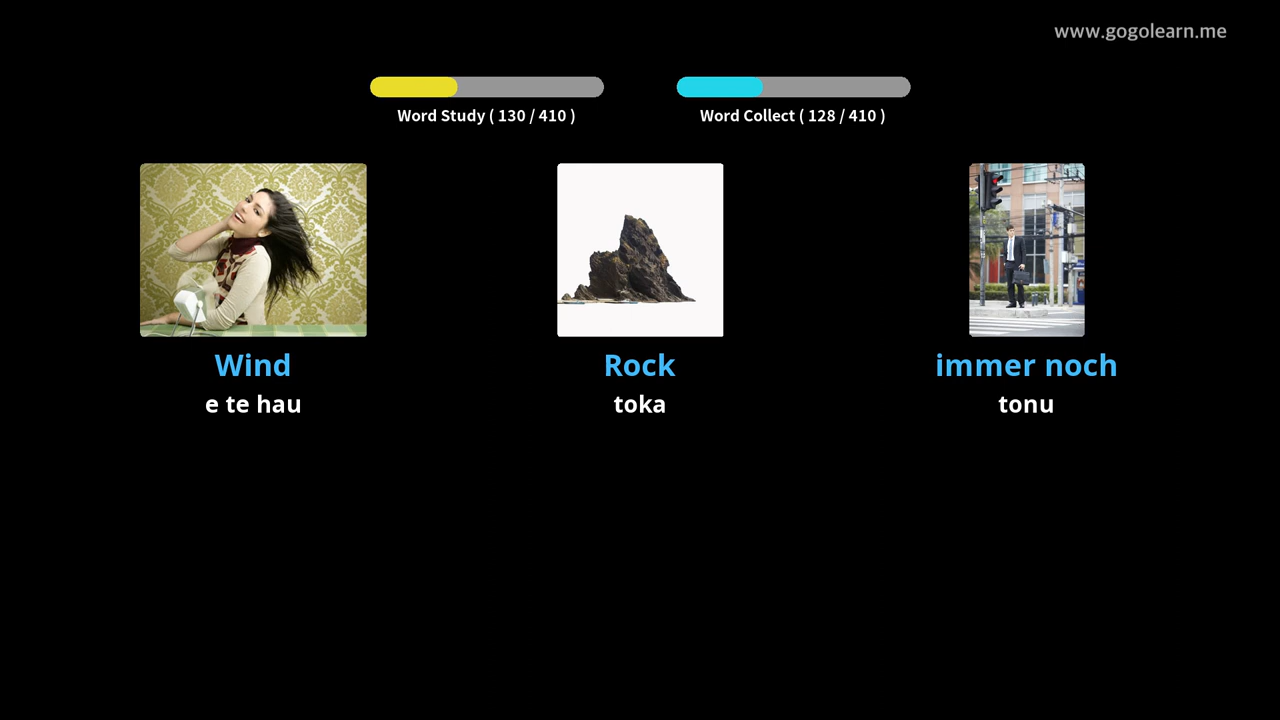 www.gogolearn.me
Word Study ( 130 / 410 )
Word Collect ( 128 / 410 )
Wind
e te hau
Rock
toka
immer noch
tonu